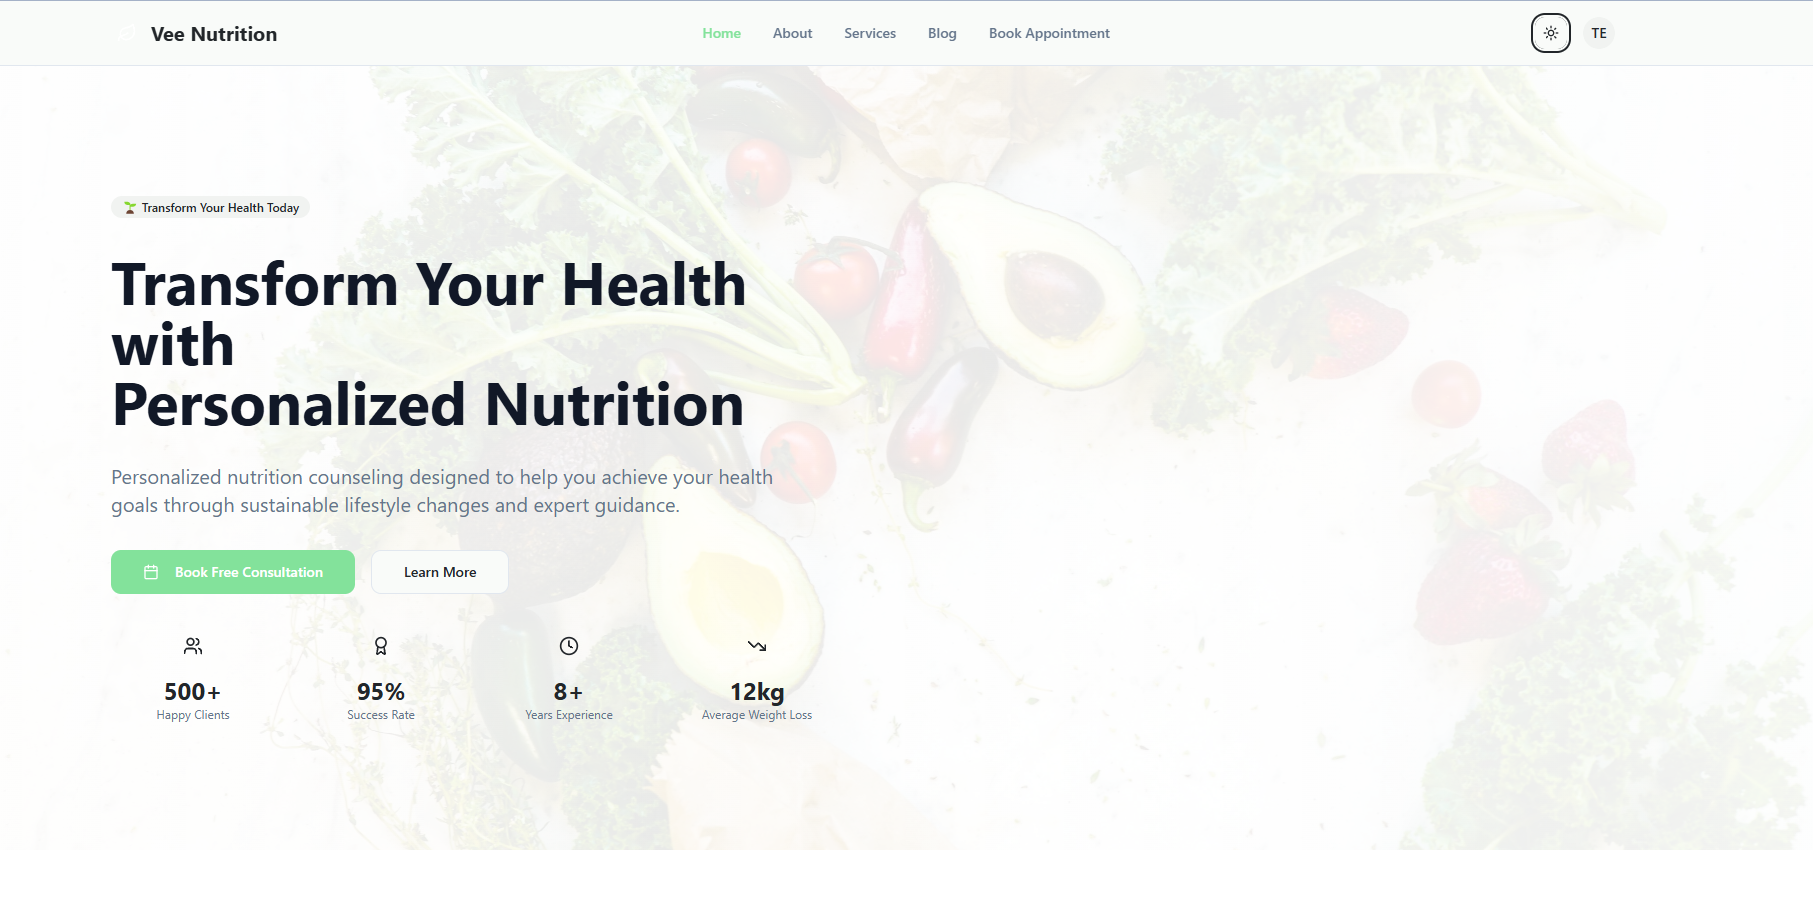 Vee Nutrition
Home
About
Services
Blog
Book Appointment
TE
Transform Your Health Today
Transform Your Health
with
Personalized Nutrition
Personalized nutrition counseling designed to help you achieve your health
goals through sustainable lifestyle changes and expert guidance.
Book Free Consultation
Learn More
500+
Happy Clients
95%
Success Rate
8+
Years Experience
12kg
Average Weight Loss